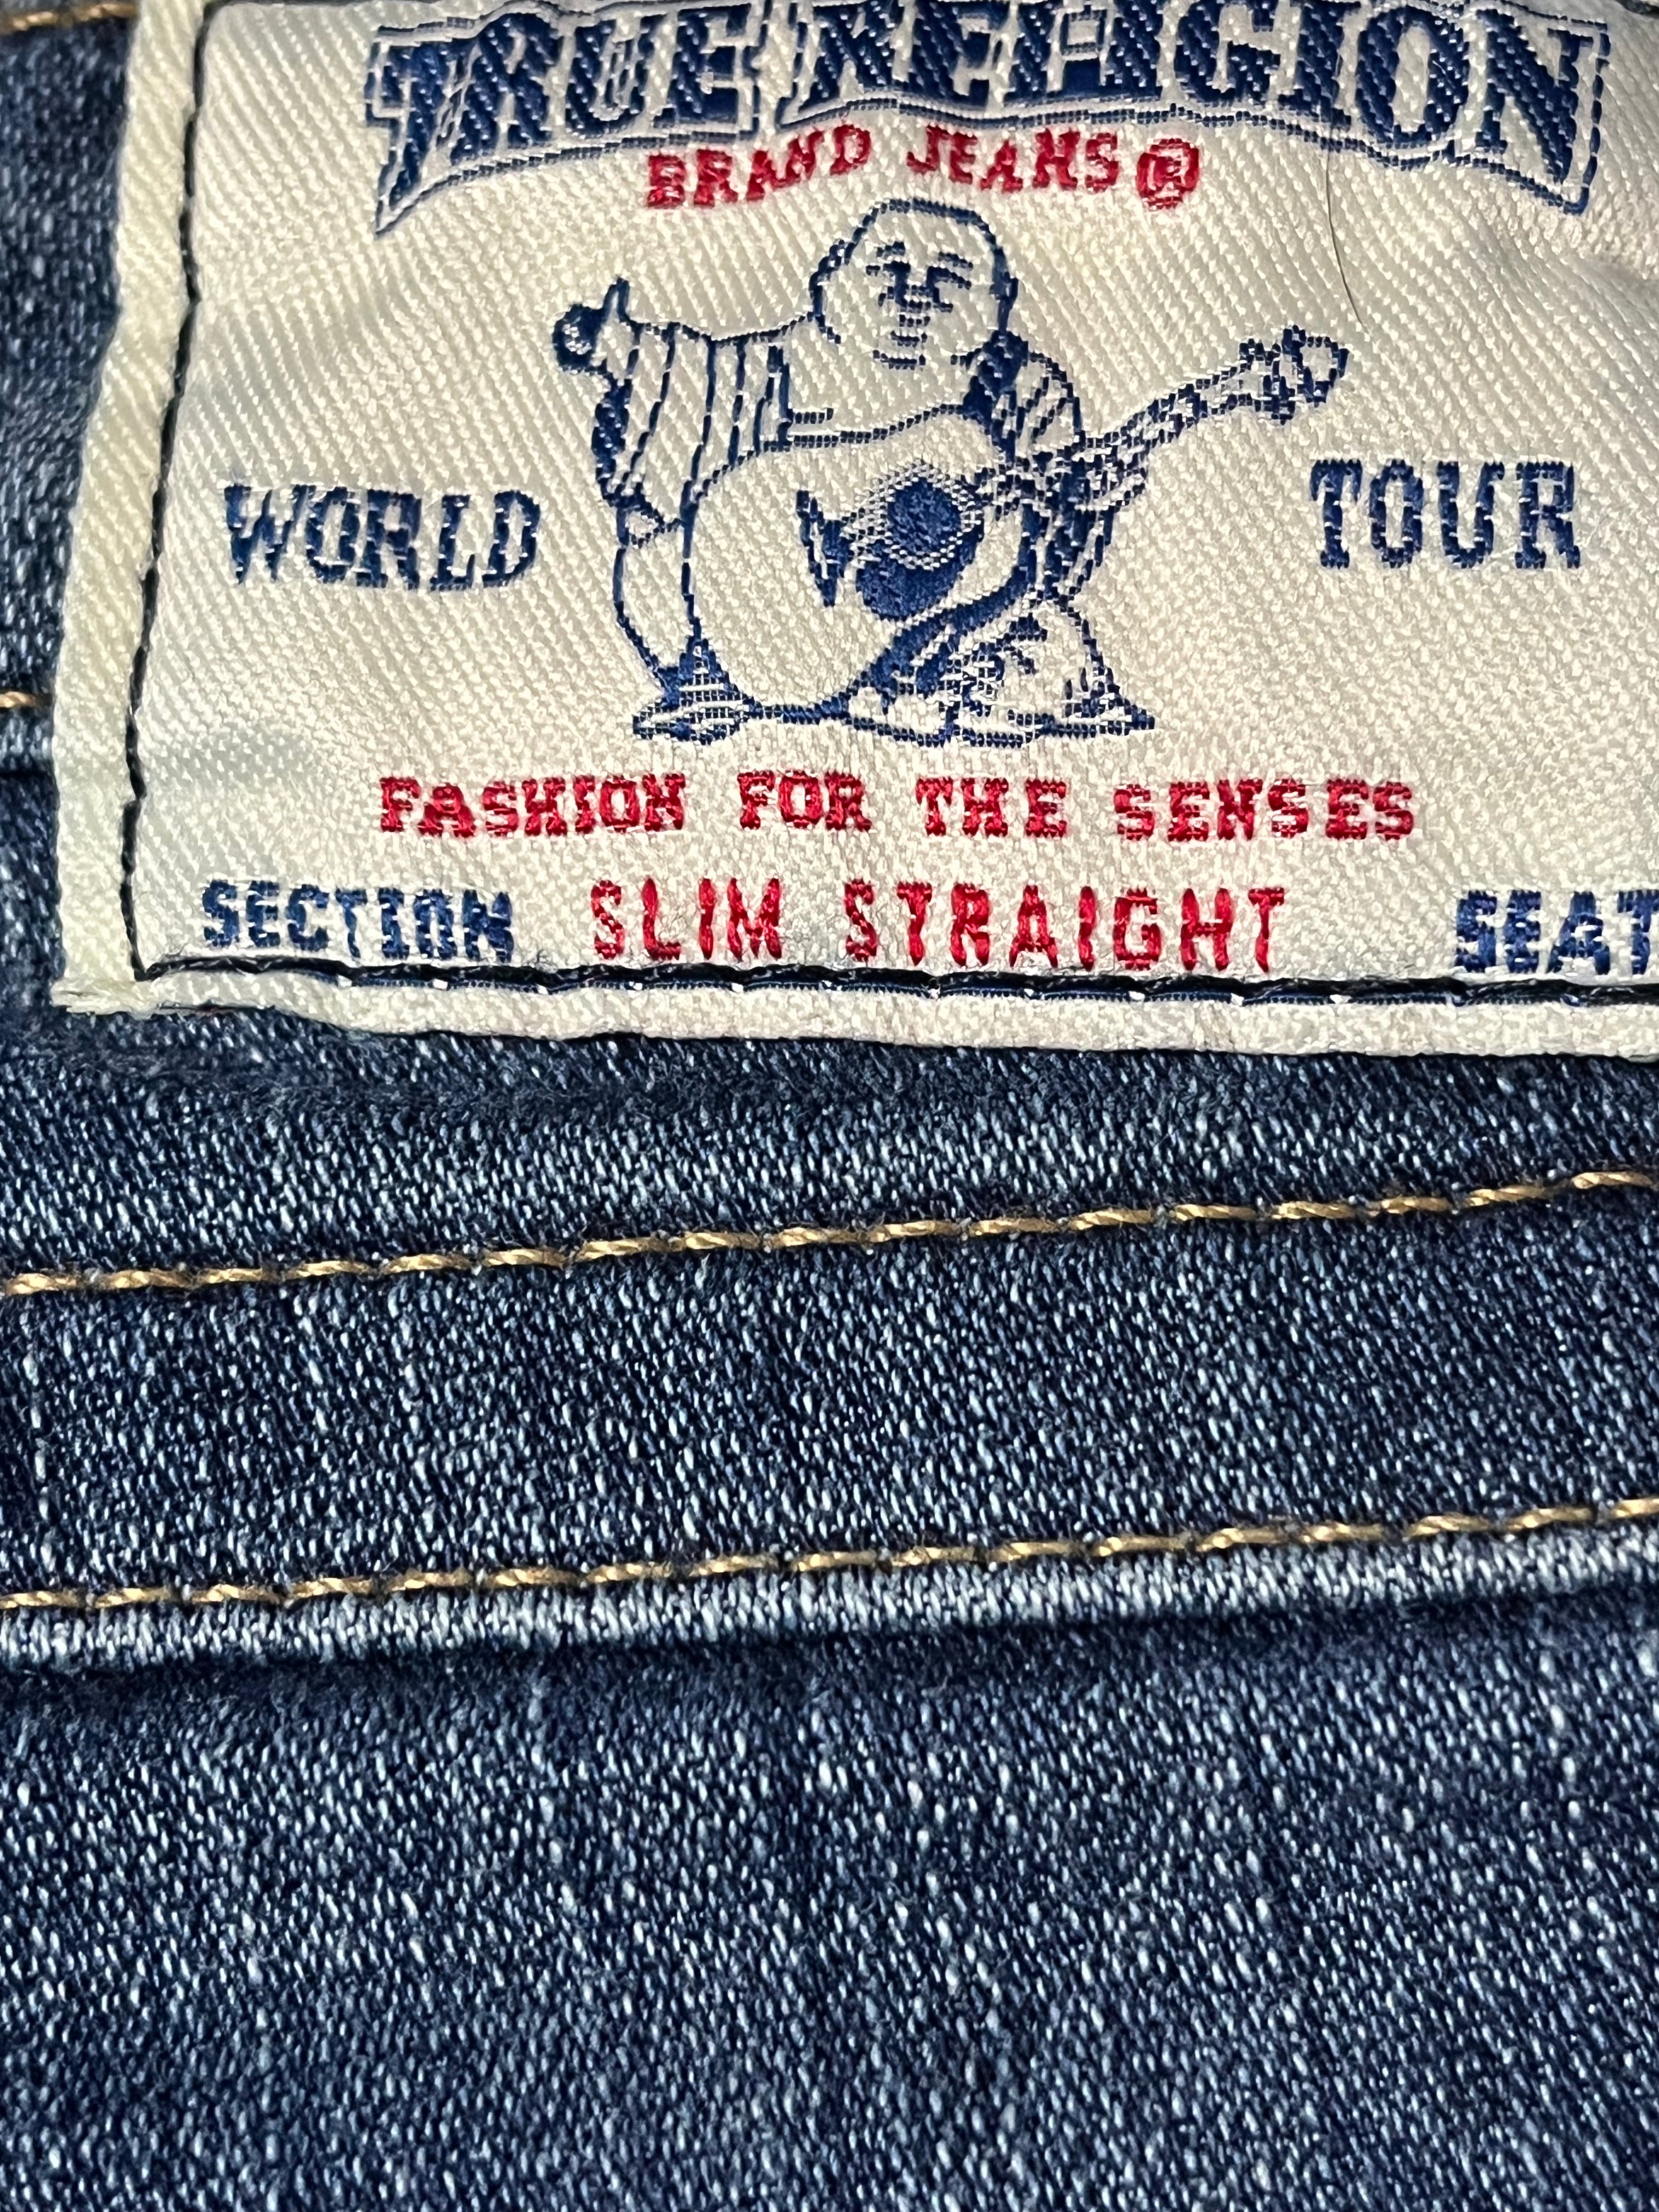 TRUE RELIGION
BRAND JEANS®
WORLD TOUR
FASHION FOR THE SENSES
SECTION SLIM STRAIGHT SEAT